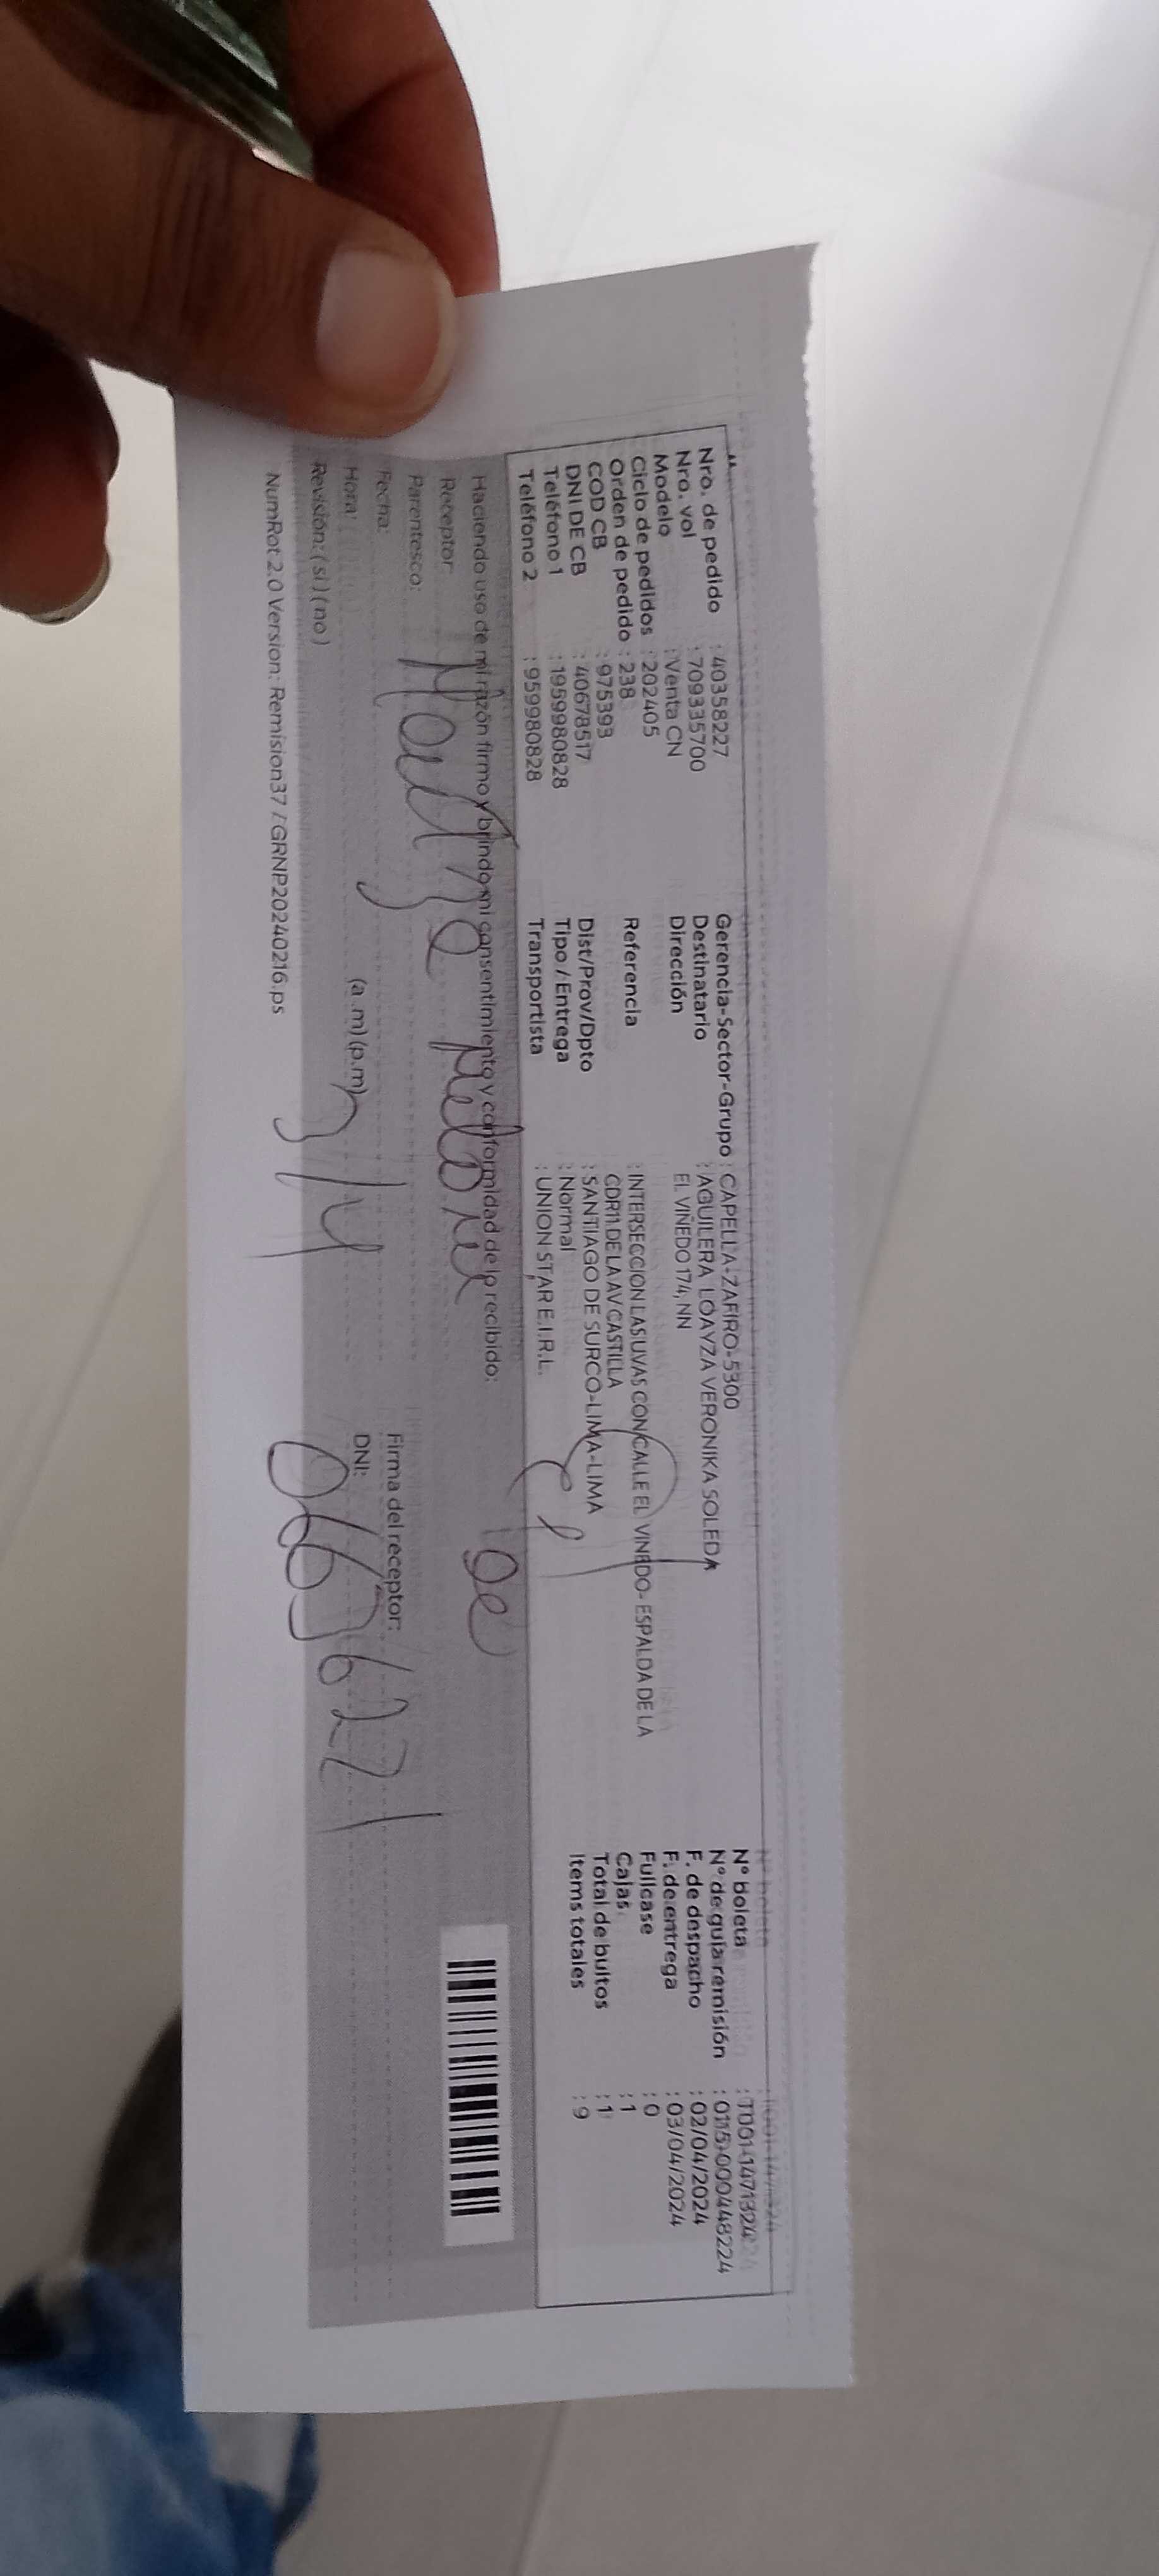 Nro. de pedido : 40358227
Nro. vol : 709335700
Modelo : Venta CN
Ciclo de pedidos : 202405
Orden de pedido : 238
COD CB : 975393
DNI DE CB : 40678517
Teléfono 1 : 1959980828
Teléfono 2 : 959980828
Gerencia-Sector-Grupo : CAPELLA-ZAFIRO-5300
Destinatario : AGUILERA LOAYZA VERONIKA SOLEDA
Dirección EL VIÑEDO 174, NN
Referencia : INTERSECCION LAS UVAS CON CALLE EL VINEDO- ESPALDA DE LA
CDR11 DE LA AV CASTILLA
Dist/Prov/Dpto : SANTIAGO DE SURCO-LIMA-LIMA
Tipo / Entrega : Normal
Transportista : UNION STAR E.I.R.L.
N° boleta : T001-1471324
N° de guía remisión : 0115-000448224
F. de despacho : 02/04/2024
F. de entrega : 03/04/2024
Fullcase : 0
Cajas : 1
Total de bultos : 1
Items totales : 9
Haciendo uso de mi razón firmo y brindo mi consentimiento y conformidad de lo recibido:
Receptor:
Parentesco:
Fecha:
Hora: (a.m) (p.m)
3/4
Revisión: ( si ) ( no )
Firma del receptor:
DNI:
NumRot 2.0 Version: Remision37 / GRNP20240216.ps